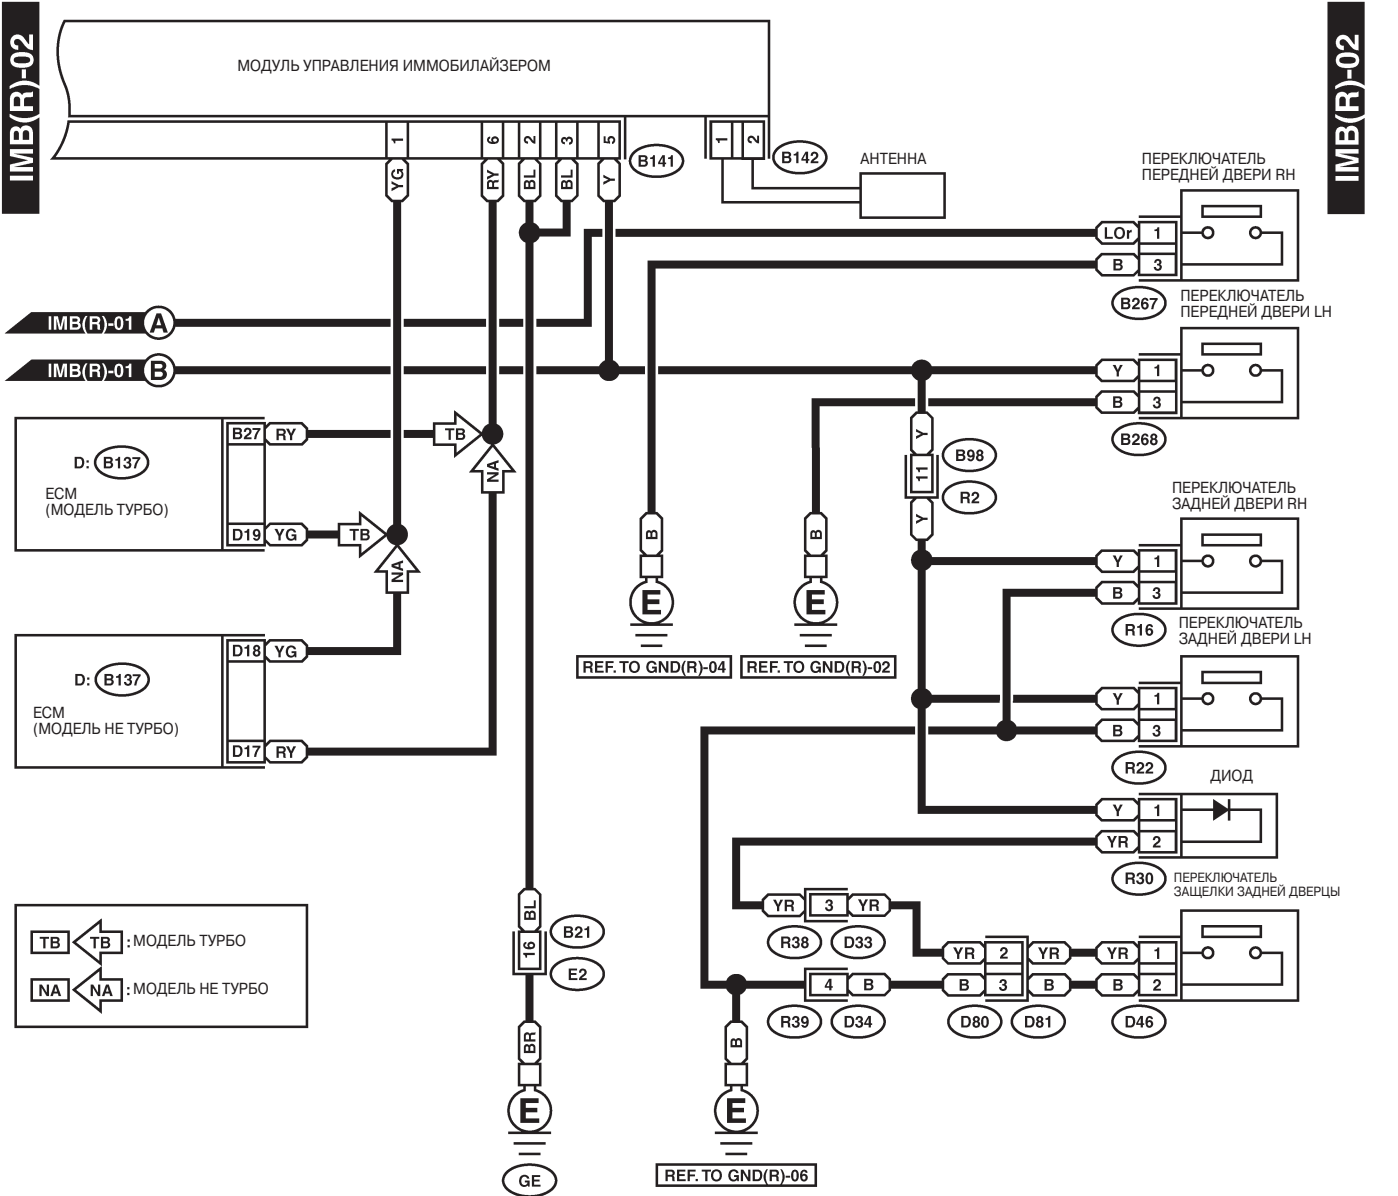 IMB(R)-02
IMB(R)-02
МОДУЛЬ УПРАВЛЕНИЯ ИММОБИЛАЙЗЕРОМ
1
6
2
3
5
B141
1
2
B142
YG
RY
BL
BL
Y
АНТЕННА
ПЕРЕКЛЮЧАТЕЛЬ
ПЕРЕДНЕЙ ДВЕРИ RH
LOr
1
B
3
B267
IMB(R)-01
A
IMB(R)-01
B
ПЕРЕКЛЮЧАТЕЛЬ
ПЕРЕДНЕЙ ДВЕРИ LH
Y
1
B
3
B268
B27
RY
TB
D: B137
NA
ECM
(МОДЕЛЬ ТУРБО)
D19
YG
TB
NA
Y
11
B98
R2
Y
ПЕРЕКЛЮЧАТЕЛЬ
ЗАДНЕЙ ДВЕРИ RH
Y
1
B
3
R16
B
E
REF. TO GND(R)-04
B
E
REF. TO GND(R)-02
D18
YG
D: B137
ECM
(МОДЕЛЬ НЕ ТУРБО)
D17
RY
ПЕРЕКЛЮЧАТЕЛЬ
ЗАДНЕЙ ДВЕРИ LH
Y
1
B
3
R22
ДИОД
Y
1
YR
2
R30
ПЕРЕКЛЮЧАТЕЛЬ
ЗАЩЕЛКИ ЗАДНЕЙ ДВЕРЦЫ
YR
3
YR
R38
D33
YR
2
YR
YR
1
4
B
B
3
B
B
2
R39
D34
D80
D81
D46
TB
TB
: МОДЕЛЬ ТУРБО
NA
NA
: МОДЕЛЬ НЕ ТУРБО
BL
16
B21
E2
BR
E
GE
B
E
REF. TO GND(R)-06